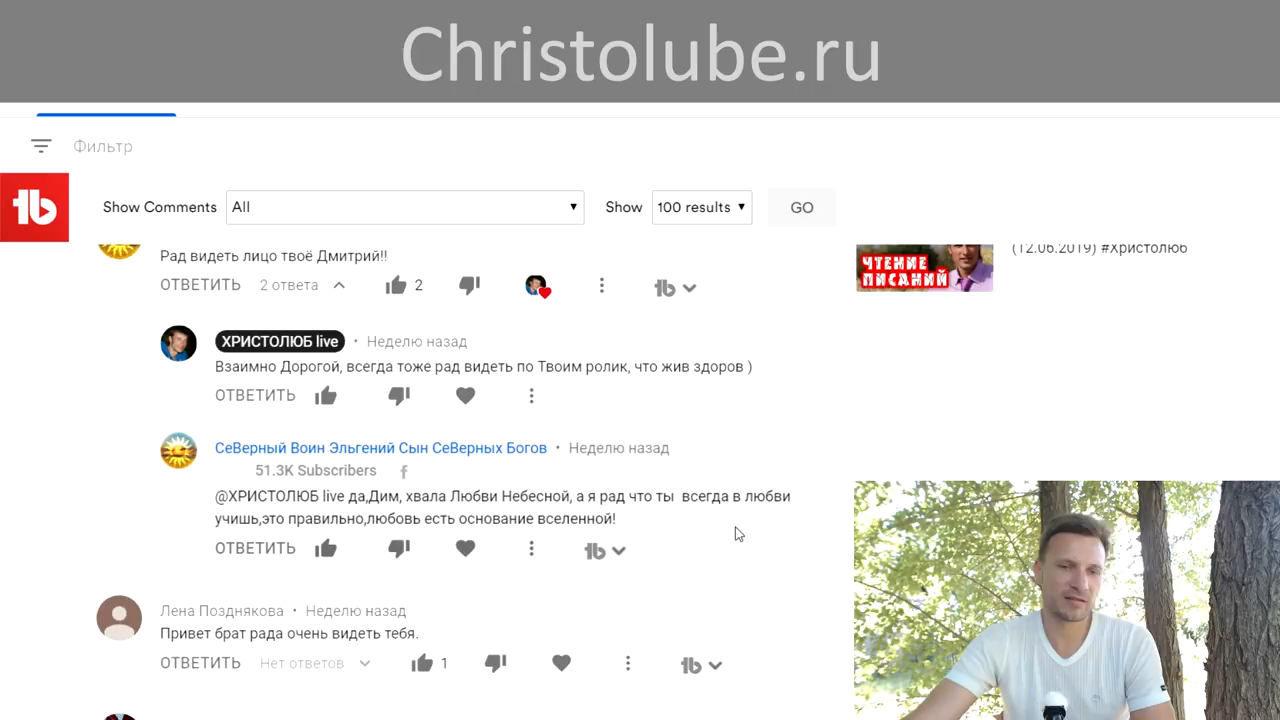 Christolube.ru
Фильтр
Show Comments All Show 100 results GO
Рад видеть лицо твоё Дмитрий!!
ОТВЕТИТЬ 2 ответа 2
ХРИСТОЛЮБ live • Неделю назад
Взаимно Дорогой, всегда тоже рад видеть по Твоим ролик, что жив здоров )
ОТВЕТИТЬ
СеВерный Воин Эльгений Сын СеВерных Богов • Неделю назад
51.3K Subscribers
@ХРИСТОЛЮБ live да,Дим, хвала Любви Небесной, а я рад что ты всегда в любви
учишь,это правильно,любовь есть основание вселенной!
ОТВЕТИТЬ
Лена Позднякова • Неделю назад
Привет брат рада очень видеть тебя.
ОТВЕТИТЬ Нет ответов 1
(12.06.2019) #Христолюб
ЧТЕНИЕ
ПИСАНИЙ